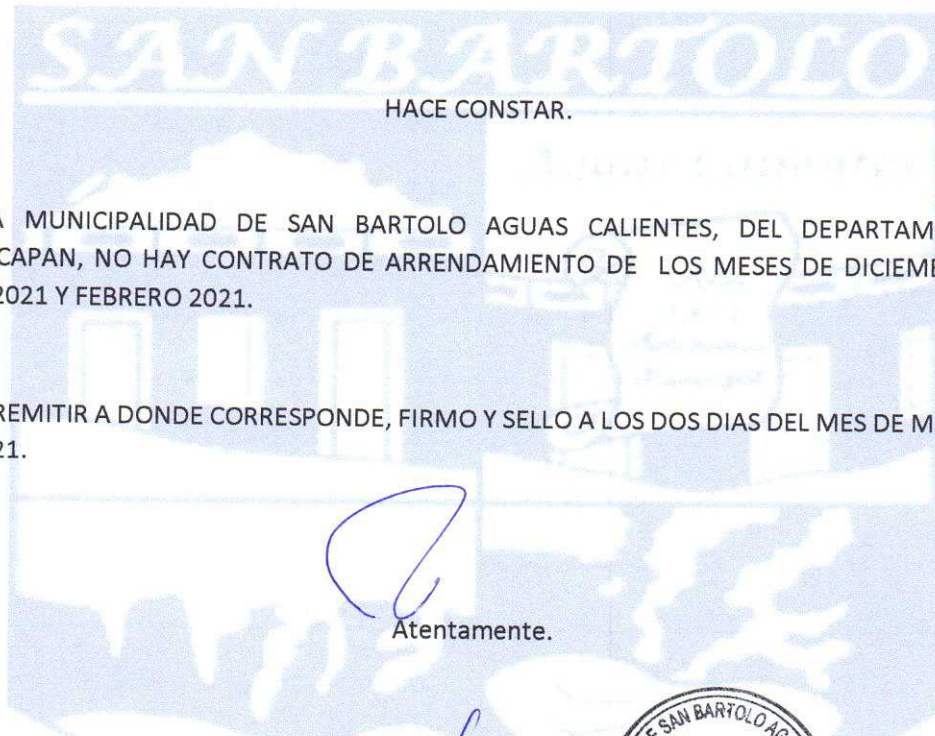 SAN BARTOLO
HACE CONSTAR.
A MUNICIPALIDAD DE SAN BARTOLO AGUAS CALIENTES, DEL DEPARTAM
CAPAN, NO HAY CONTRATO DE ARRENDAMIENTO DE LOS MESES DE DICIEMB
2021 Y FEBRERO 2021.
REMITIR A DONDE CORRESPONDE, FIRMO Y SELLO A LOS DOS DIAS DEL MES DE M
21.
Atentamente.
E SAN BARTOLO AG